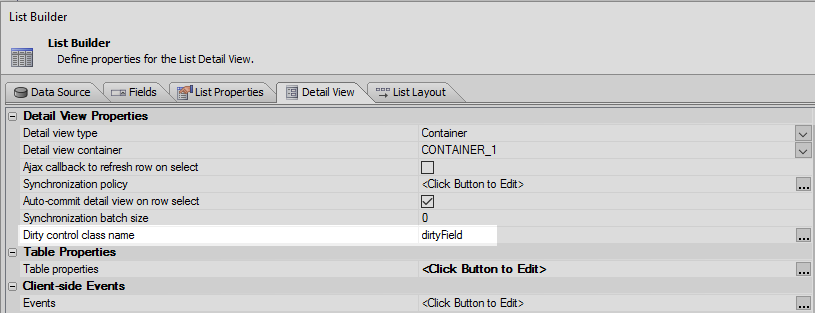 List Builder
List Builder
Define properties for the List Detail View.
Data Source Fields List Properties Detail View List Layout
Detail View Properties
Detail view type Container
Detail view container CONTAINER_1
Ajax callback to refresh row on select
Synchronization policy <Click Button to Edit> ...
Auto-commit detail view on row select
Synchronization batch size 0
Dirty control class name dirtyField ...
Table Properties
Table properties <Click Button to Edit> ...
Client-side Events
Events <Click Button to Edit> ...